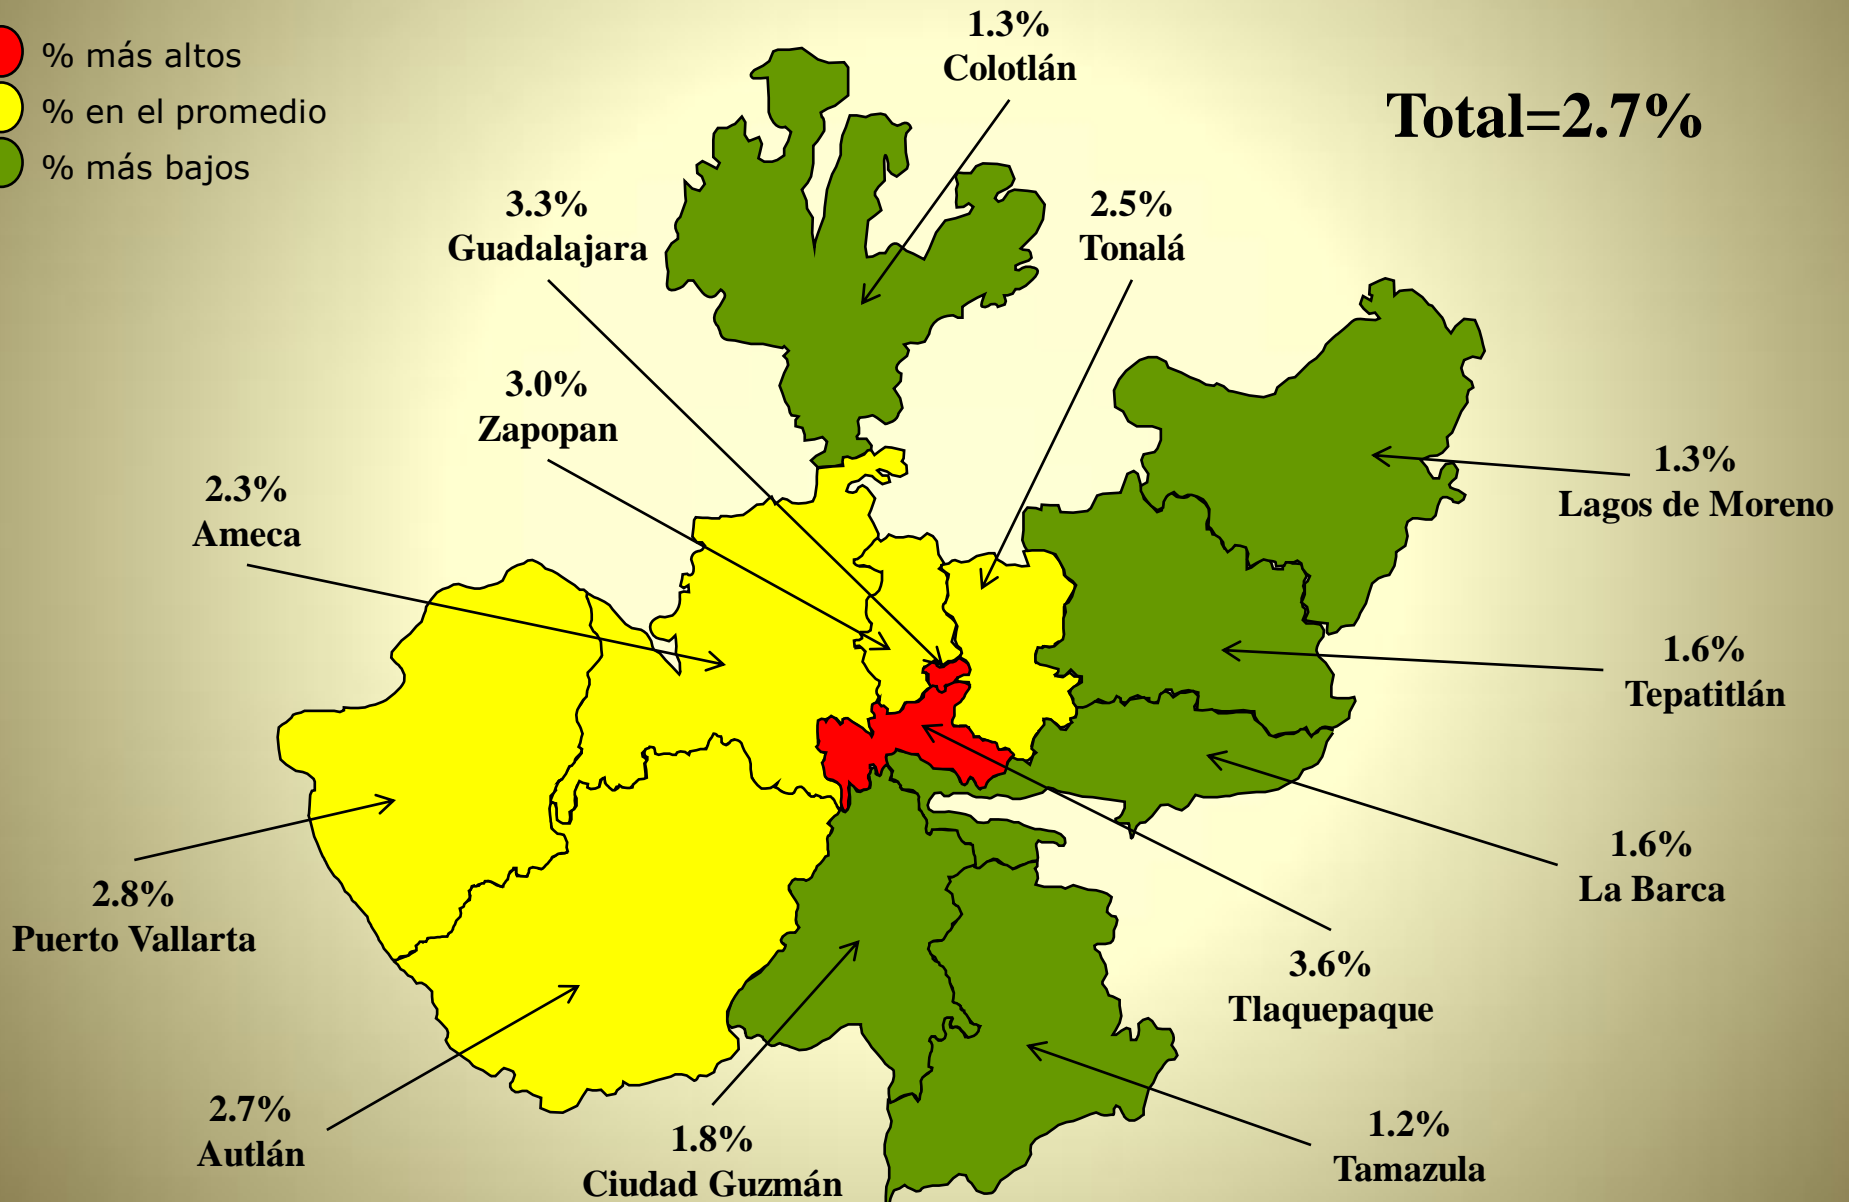 % más altos
% en el promedio
% más bajos
Total=2.7%
1.3%
Colotlán
3.3%
Guadalajara
2.5%
Tonalá
3.0%
Zapopan
2.3%
Ameca
1.3%
Lagos de Moreno
1.6%
Tepatitlán
1.6%
La Barca
2.8%
Puerto Vallarta
3.6%
Tlaquepaque
2.7%
Autlán
1.8%
Ciudad Guzmán
1.2%
Tamazula